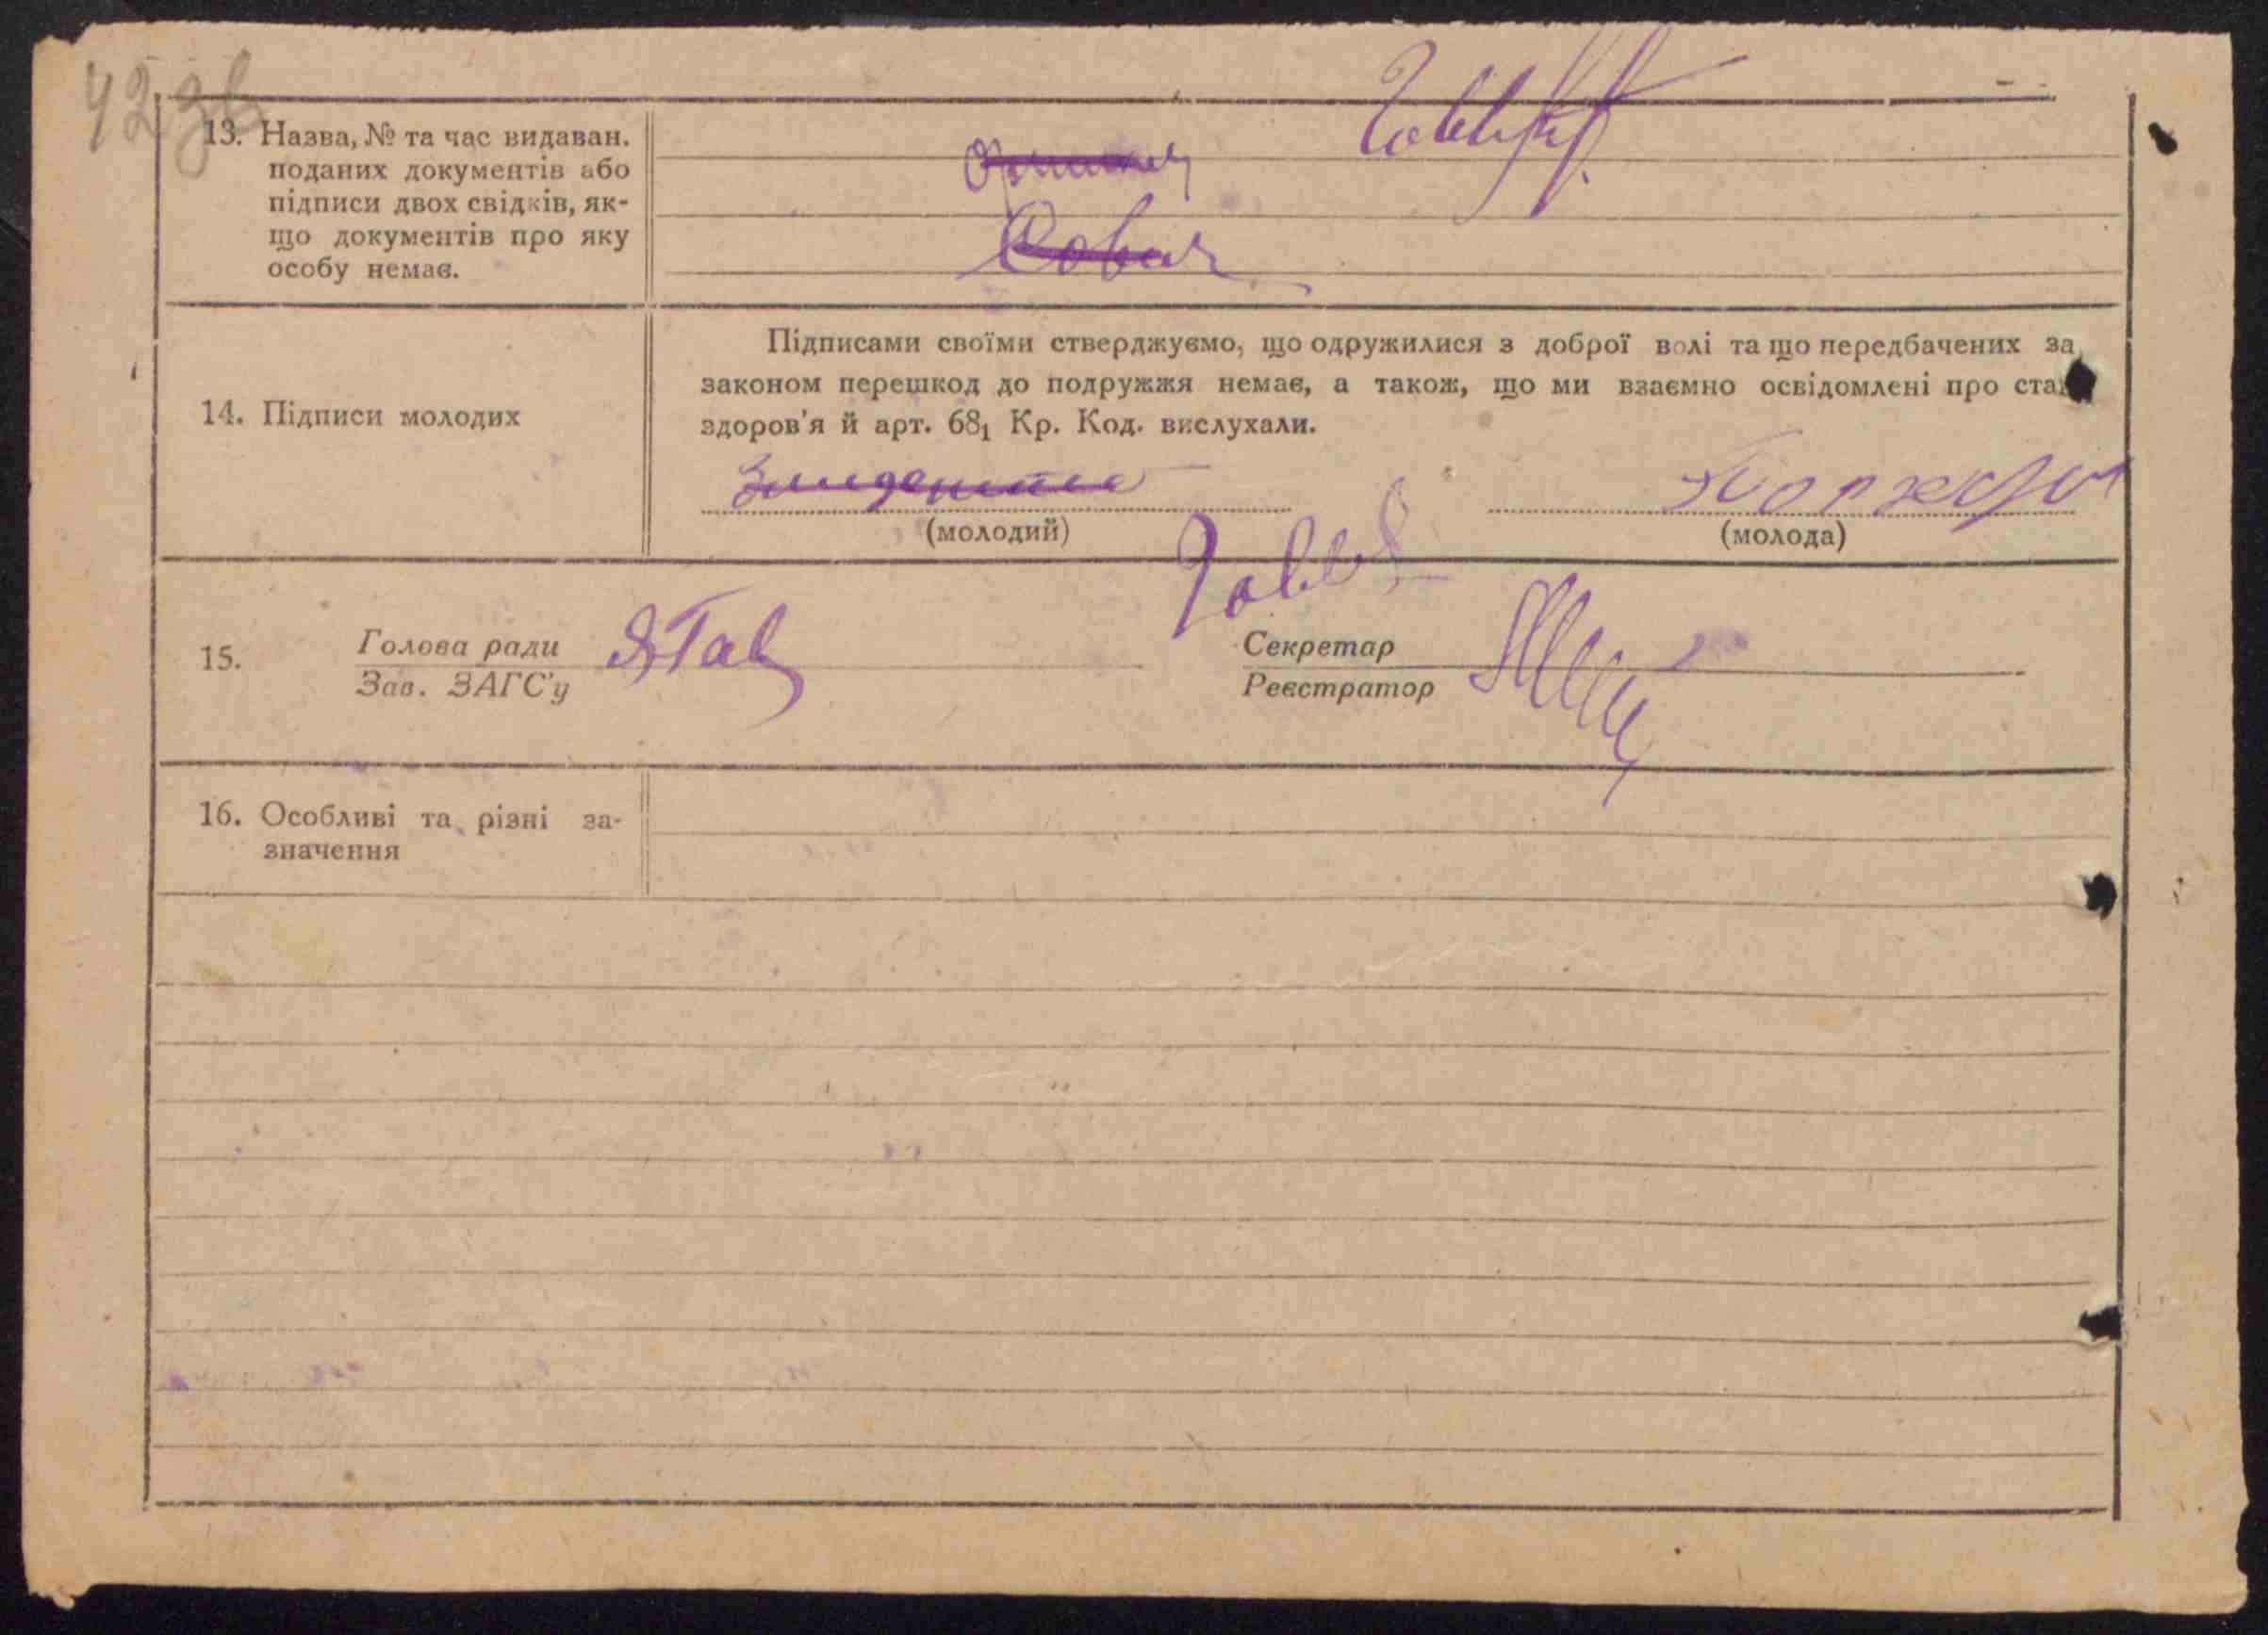 42 зв
13. Назва, № та час видаван.
поданих документів або
підписи двох свідків, як-
що документів про яку
особу немає.
14. Підписи молодих
Підписами своїми стверджуємо, що одружилися з доброї волі та що передбачених за
законом перешкод до подружжя немає, а також, що ми взаємно освідомлені про стан
здоров'я й арт. 68₁ Кр. Код. вислухали.
(молодий)
(молода)
15. Голова ради
Зав. ЗАГС'у
Секретар
Реєстратор
16. Особливі та різні за-
значення